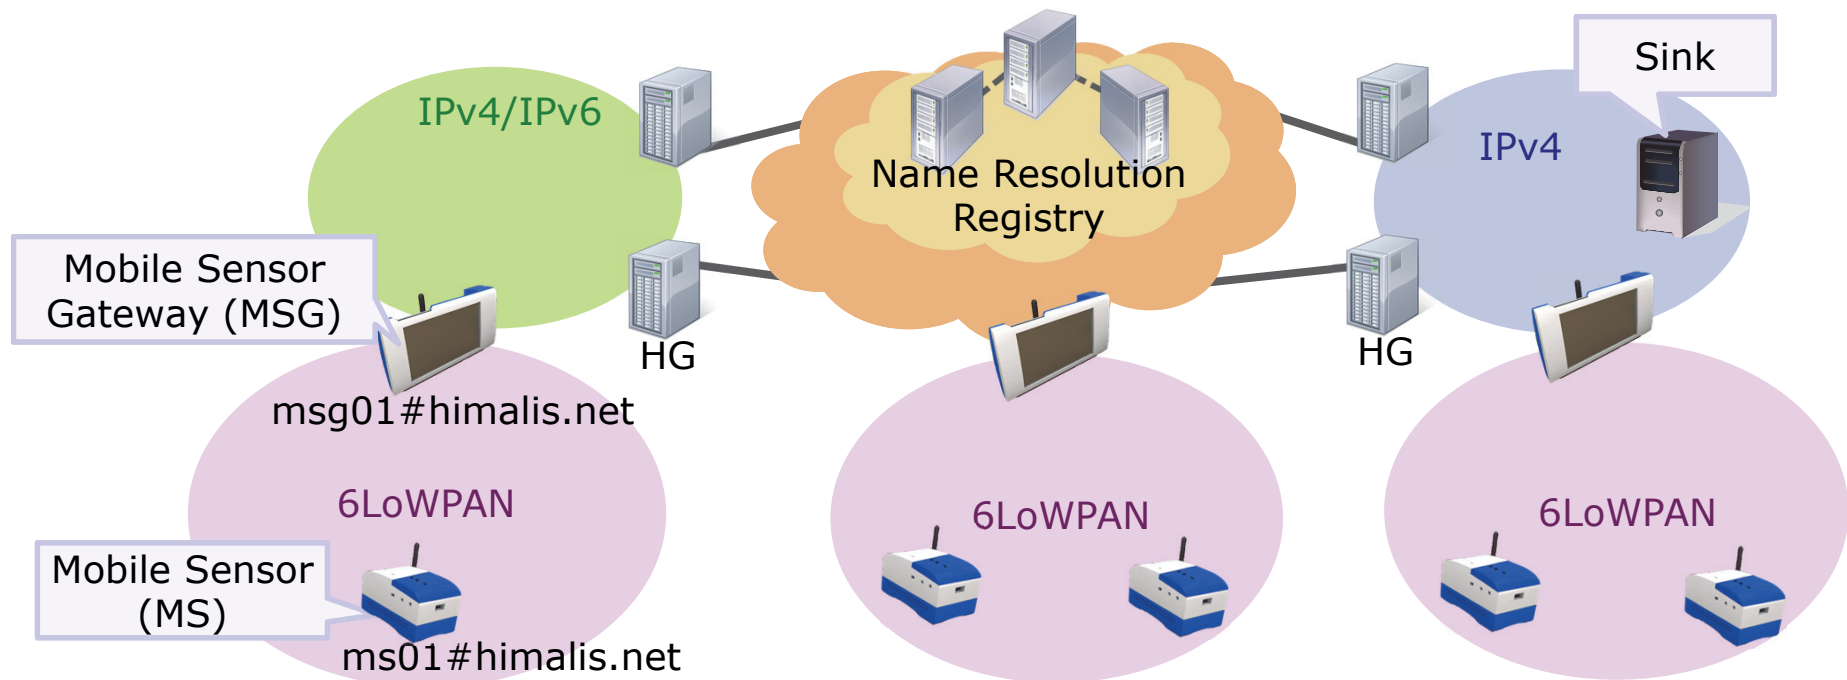 Sink
IPv4/IPv6
IPv4
Name Resolution
Registry
Mobile Sensor
Gateway (MSG)
HG
HG
msg01#himalis.net
6LoWPAN
6LoWPAN
6LoWPAN
Mobile Sensor
(MS)
ms01#himalis.net